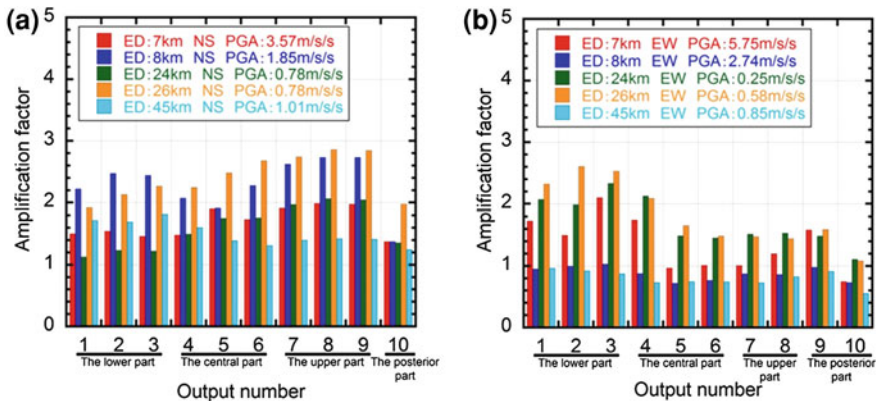 (a)
5
4
3
2
1
0
Amplification factor
ED:7km NS PGA:3.57m/s/s
ED:8km NS PGA:1.85m/s/s
ED:24km NS PGA:0.78m/s/s
ED:26km NS PGA:0.78m/s/s
ED:45km NS PGA:1.01m/s/s
1 2 3 4 5 6 7 8 9 10
The lower part The central part The upper part The posterior part
Output number
(b)
5
4
3
2
1
0
Amplification factor
ED:7km EW PGA:5.75m/s/s
ED:8km EW PGA:2.74m/s/s
ED:24km EW PGA:0.25m/s/s
ED:26km EW PGA:0.58m/s/s
ED:45km EW PGA:0.85m/s/s
1 2 3 4 5 6 7 8 9 10
The lower part The central part The upper part The posterior part
Output number